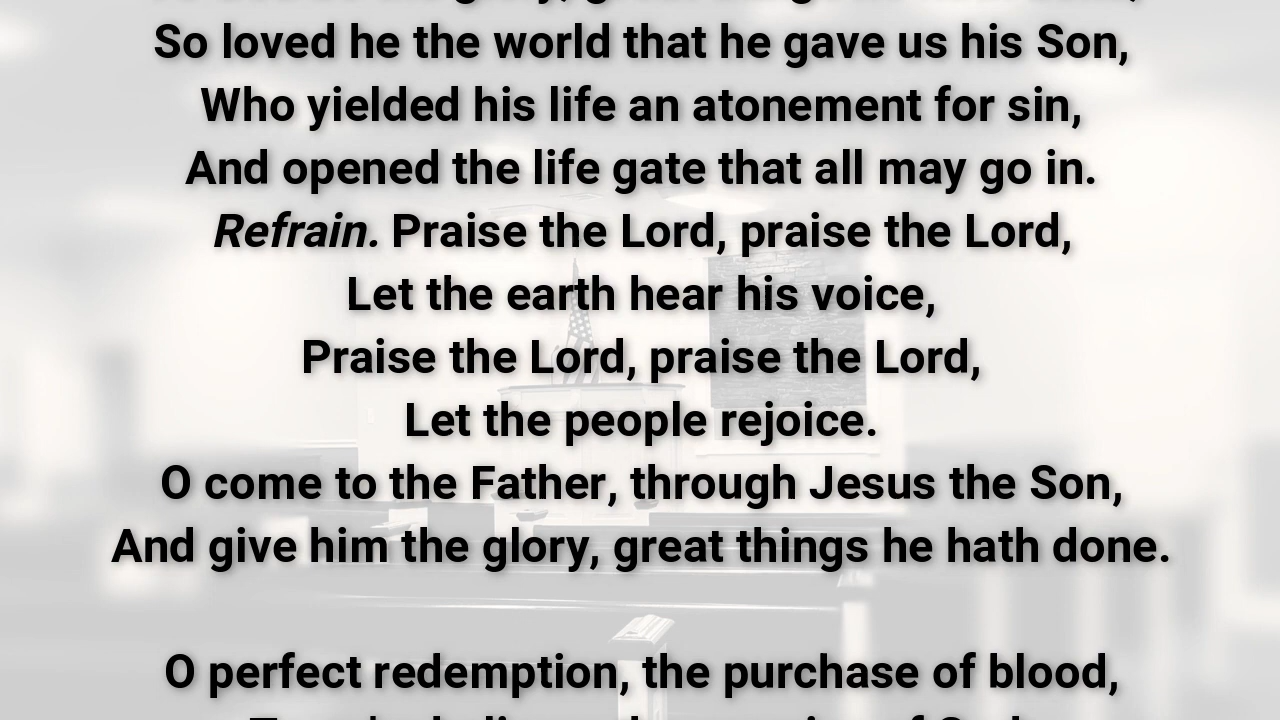 So loved he the world that he gave us his Son,
Who yielded his life an atonement for sin,
And opened the life gate that all may go in.
Refrain. Praise the Lord, praise the Lord,
Let the earth hear his voice,
Praise the Lord, praise the Lord,
Let the people rejoice.
O come to the Father, through Jesus the Son,
And give him the glory, great things he hath done.
O perfect redemption, the purchase of blood,